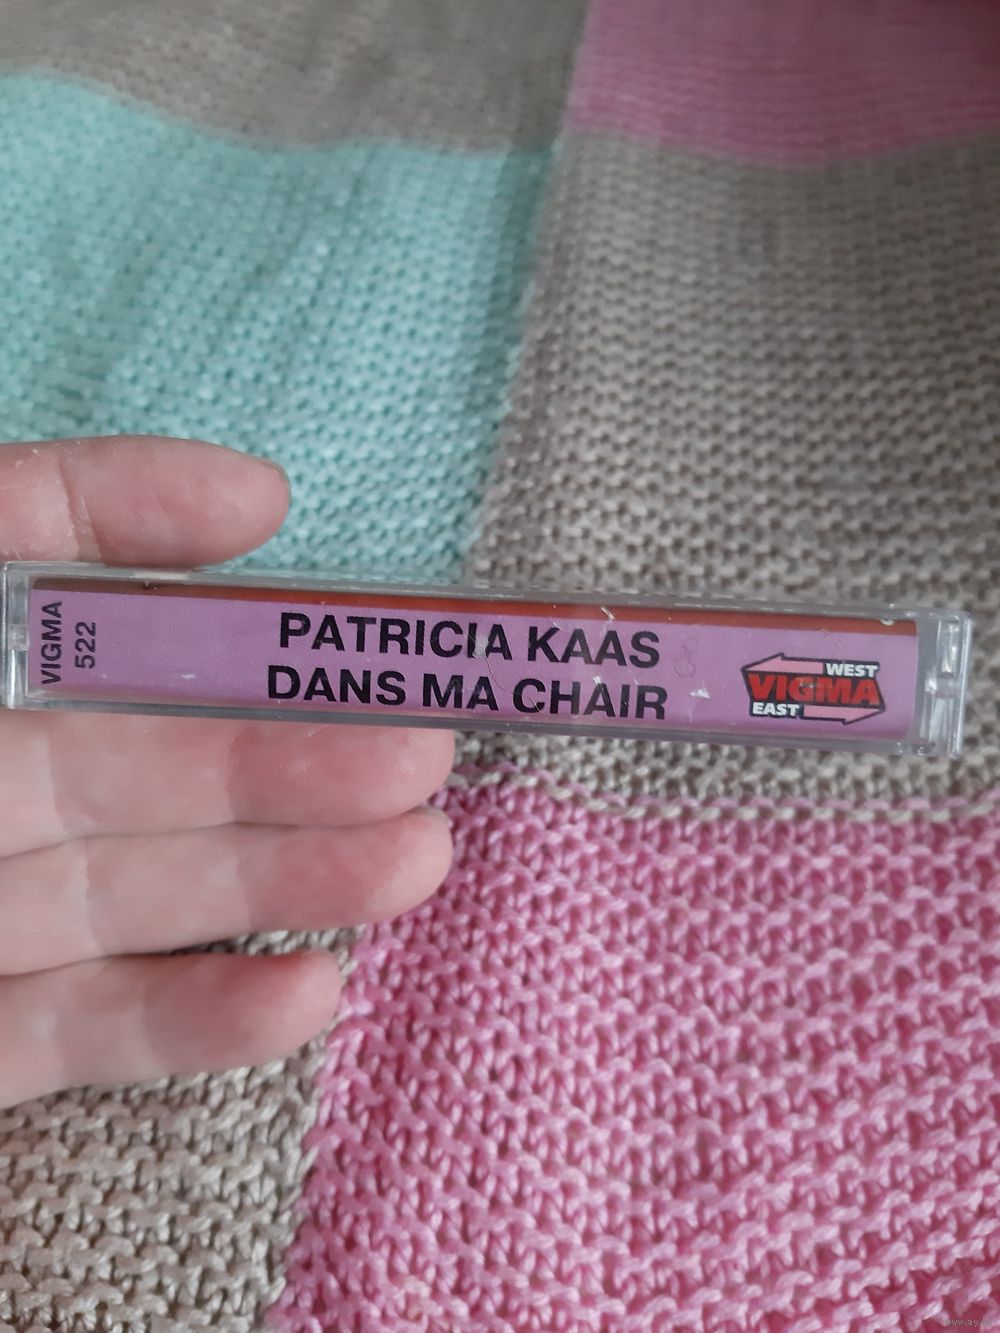 VIGMA
522
PATRICIA KAAS
DANS MA CHAIR
WEST
VIGMA
EAST